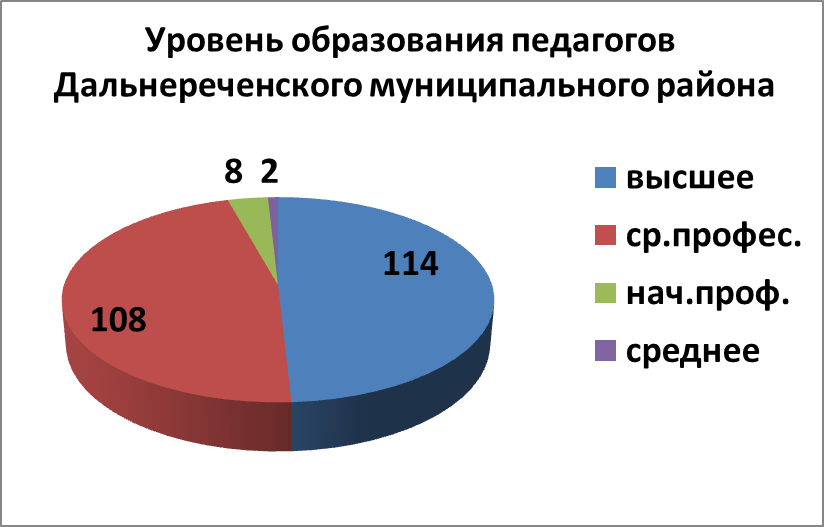 Уровень образования педагогов
Дальнереченского муниципального района
8 2
114
108
высшее
ср.профес.
нач.проф.
среднее